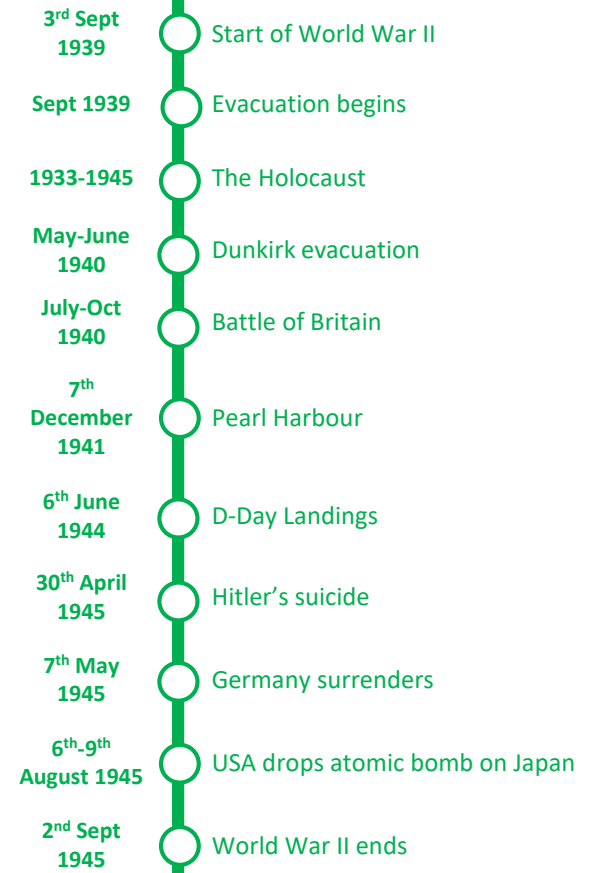 3rd Sept
1939
Start of World War II
Sept 1939
Evacuation begins
1933-1945
The Holocaust
May-June
1940
Dunkirk evacuation
July-Oct
1940
Battle of Britain
7th
December
1941
Pearl Harbour
6th June
1944
D-Day Landings
30th April
1945
Hitler’s suicide
7th May
1945
Germany surrenders
6th-9th
August 1945
USA drops atomic bomb on Japan
2nd Sept
1945
World War II ends